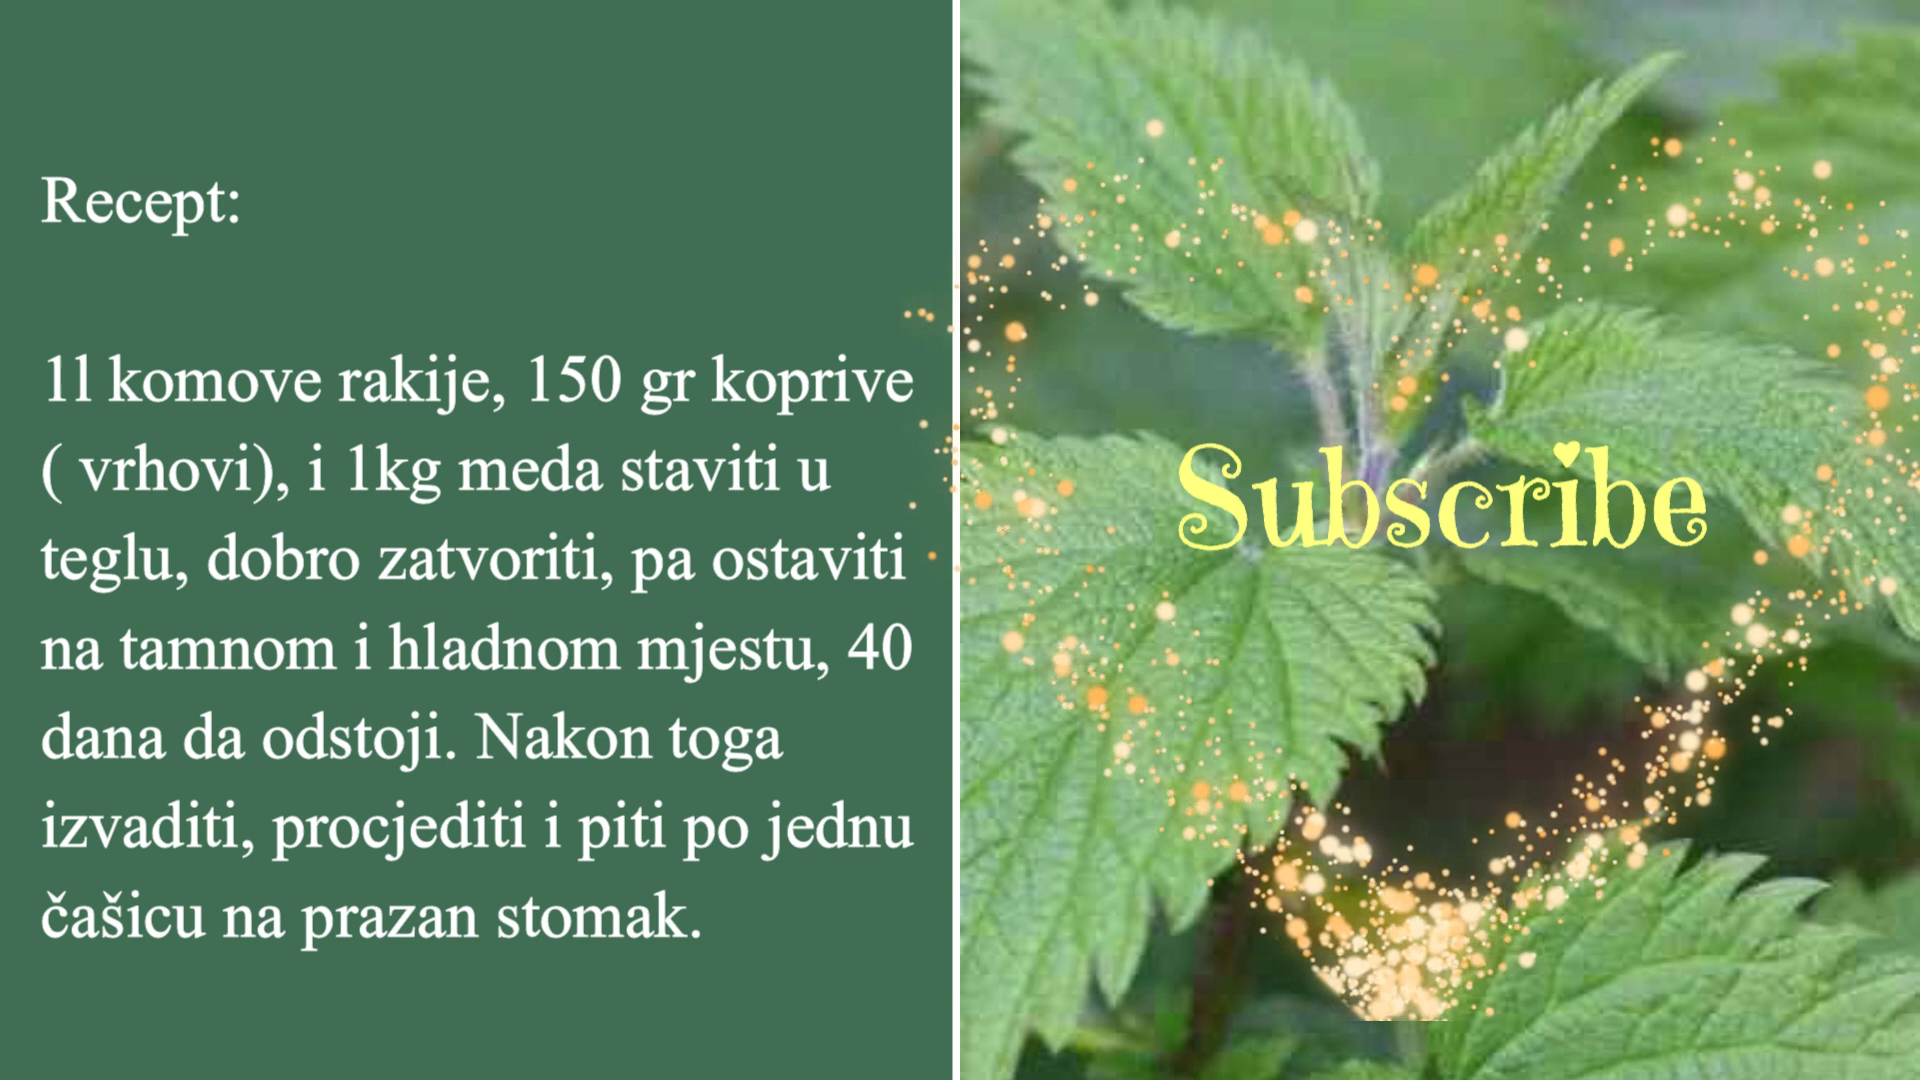 Recept:
1l komove rakije, 150 gr koprive
( vrhovi), i 1kg meda staviti u
teglu, dobro zatvoriti, pa ostaviti
na tamnom i hladnom mjestu, 40
dana da odstoji. Nakon toga
izvaditi, procjediti i piti po jednu
čašicu na prazan stomak.
Subscribe